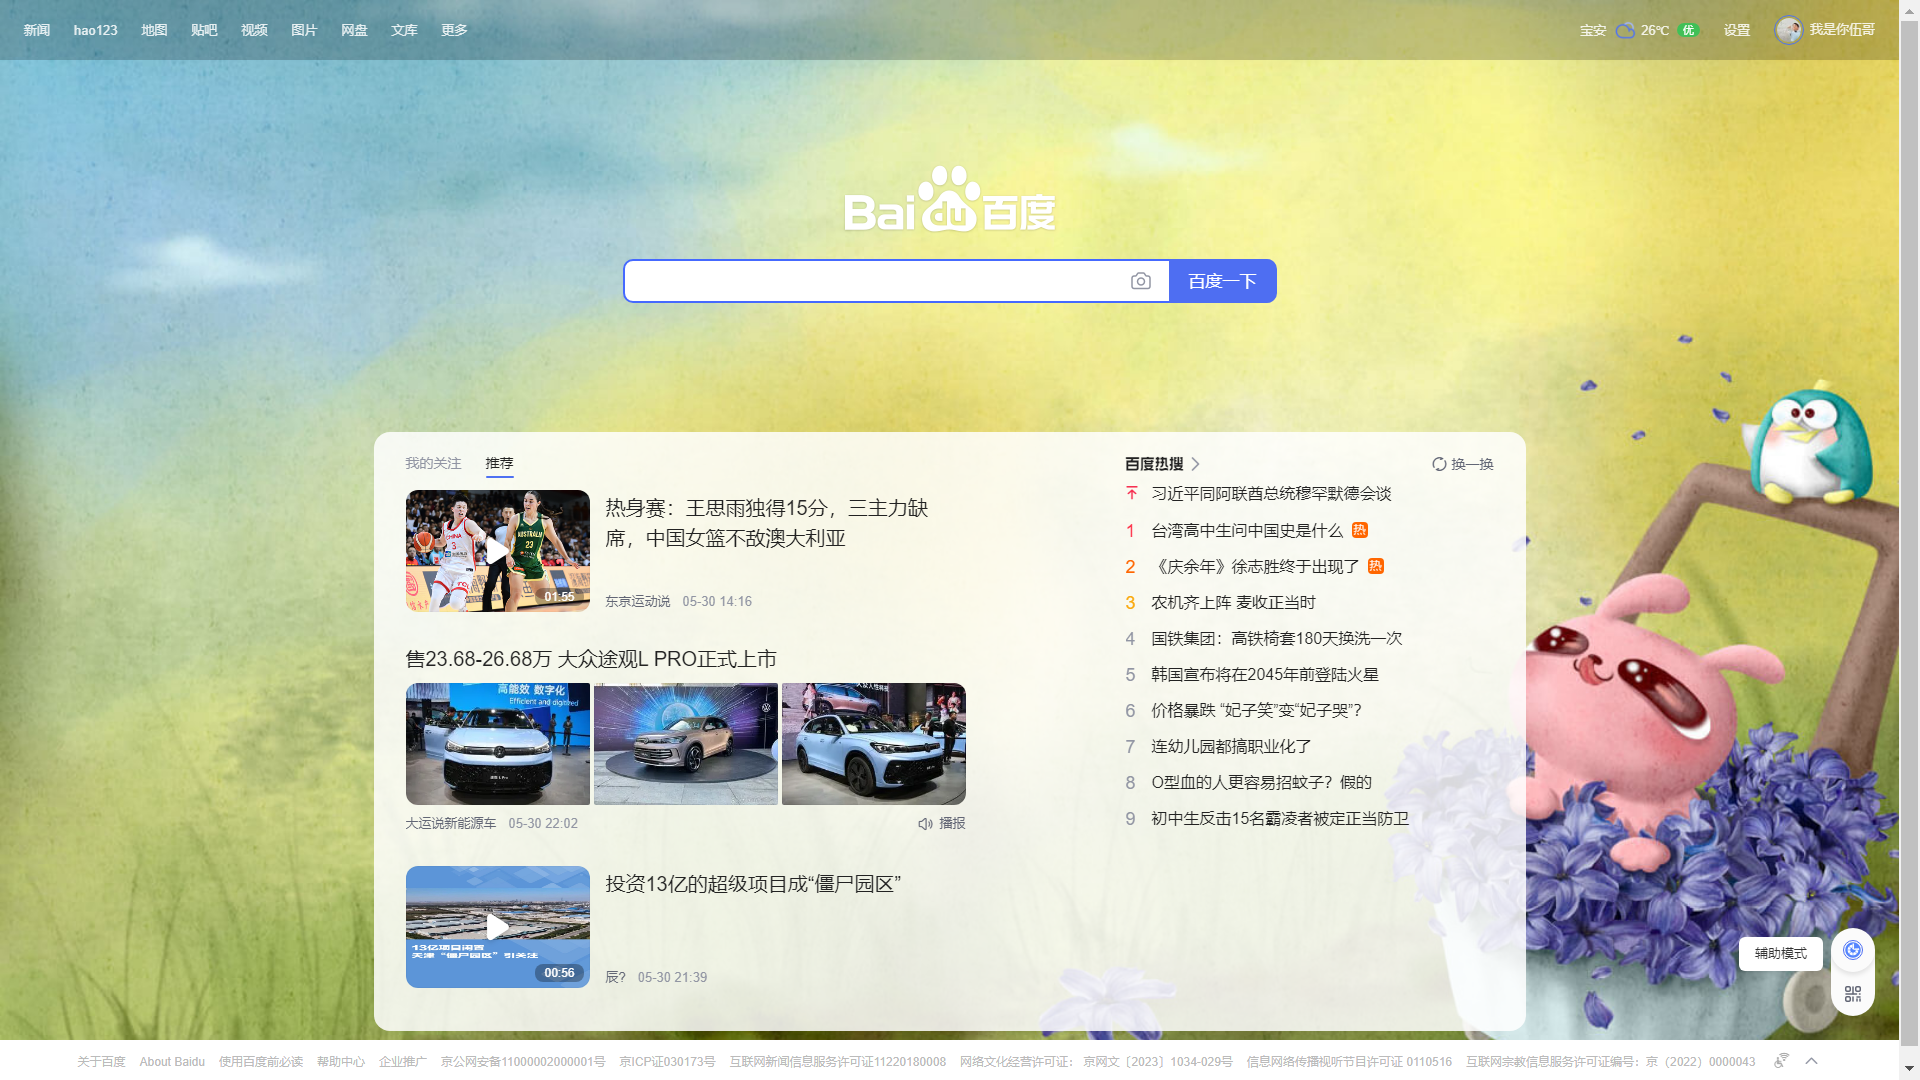 新闻
hao123
地图
贴吧
视频
图片
网盘
文库
更多
宝安
26℃
优
设置
我是你伍哥
Bai du 百度
百度一下
我的关注
推荐
01:55
热身赛：王思雨独得15分，三主力缺
席，中国女篮不敌澳大利亚
东京运动说
05-30 14:16
售23.68-26.68万 大众途观L PRO正式上市
高能效 数字化
Efficient and digitised
大运说新能源车
05-30 22:02
播报
00:56
投资13亿的超级项目成“僵尸园区”
辰?
05-30 21:39
百度热搜
换一换
习近平同阿联酋总统穆罕默德会谈
1 台湾高中生问中国史是什么 热
2 《庆余年》徐志胜终于出现了 热
3 农机齐上阵 麦收正当时
4 国铁集团：高铁椅套180天换洗一次
5 韩国宣布将在2045年前登陆火星
6 价格暴跌 “妃子笑”变“妃子哭”？
7 连幼儿园都搞职业化了
8 O型血的人更容易招蚊子？假的
9 初中生反击15名霸凌者被定正当防卫
辅助模式
关于百度
About Baidu
使用百度前必读
帮助中心
企业推广
京公网安备11000002000001号
京ICP证030173号
互联网新闻信息服务许可证11220180008
网络文化经营许可证： 京网文〔2023〕1034-029号
信息网络传播视听节目许可证 0110516
互联网宗教信息服务许可证编号：京（2022）0000043